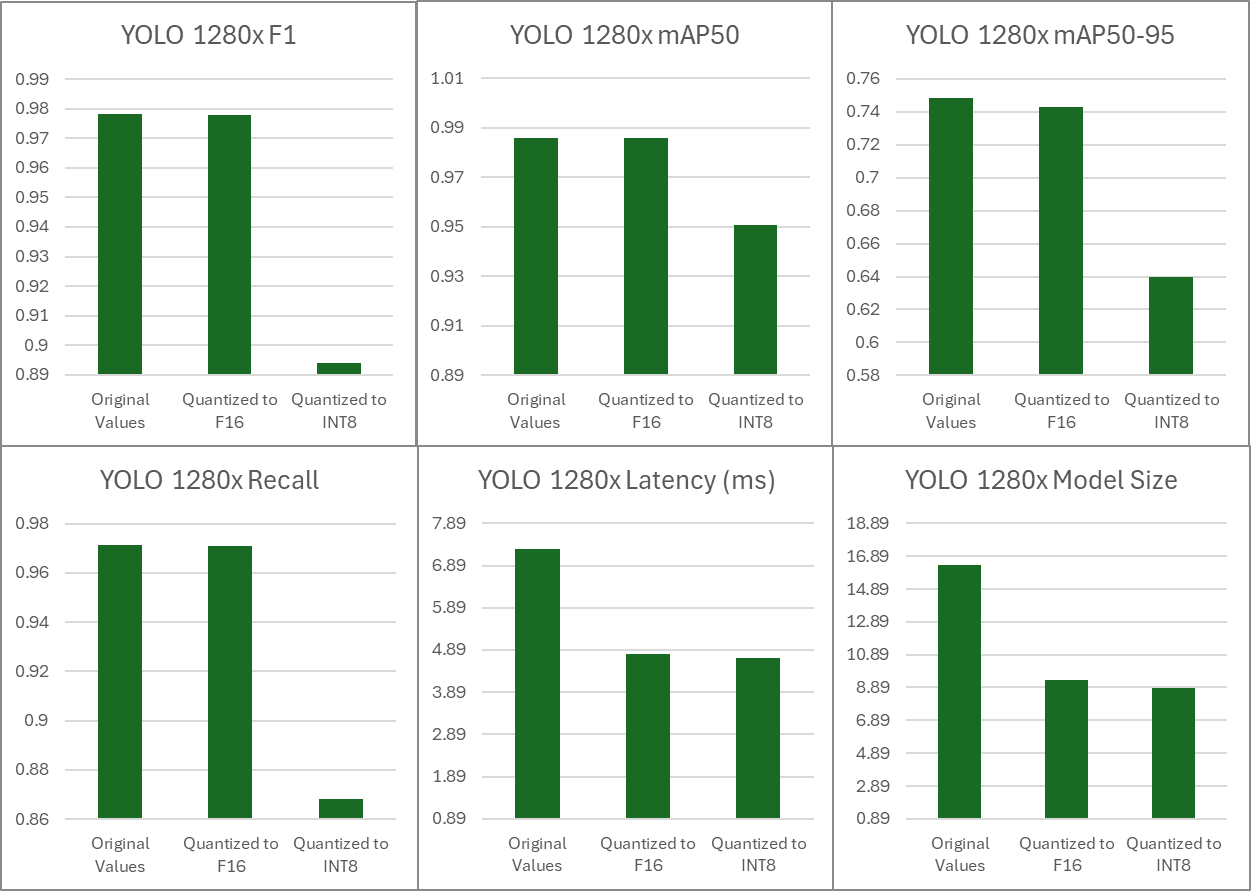 YOLO 1280x F1
0.99
0.98
0.97
0.96
0.95
0.94
0.93
0.92
0.91
0.9
0.89
Original Values
Quantized to F16
Quantized to INT8
YOLO 1280x mAP50
1.01
0.99
0.97
0.95
0.93
0.91
0.89
Original Values
Quantized to F16
Quantized to INT8
YOLO 1280x mAP50-95
0.76
0.74
0.72
0.7
0.68
0.66
0.64
0.62
0.6
0.58
Original Values
Quantized to F16
Quantized to INT8
YOLO 1280x Recall
0.98
0.96
0.94
0.92
0.9
0.88
0.86
Original Values
Quantized to F16
Quantized to INT8
YOLO 1280x Latency (ms)
7.89
6.89
5.89
4.89
3.89
2.89
1.89
0.89
Original Values
Quantized to F16
Quantized to INT8
YOLO 1280x Model Size
18.89
16.89
14.89
12.89
10.89
8.89
6.89
4.89
2.89
0.89
Original Values
Quantized to F16
Quantized to INT8